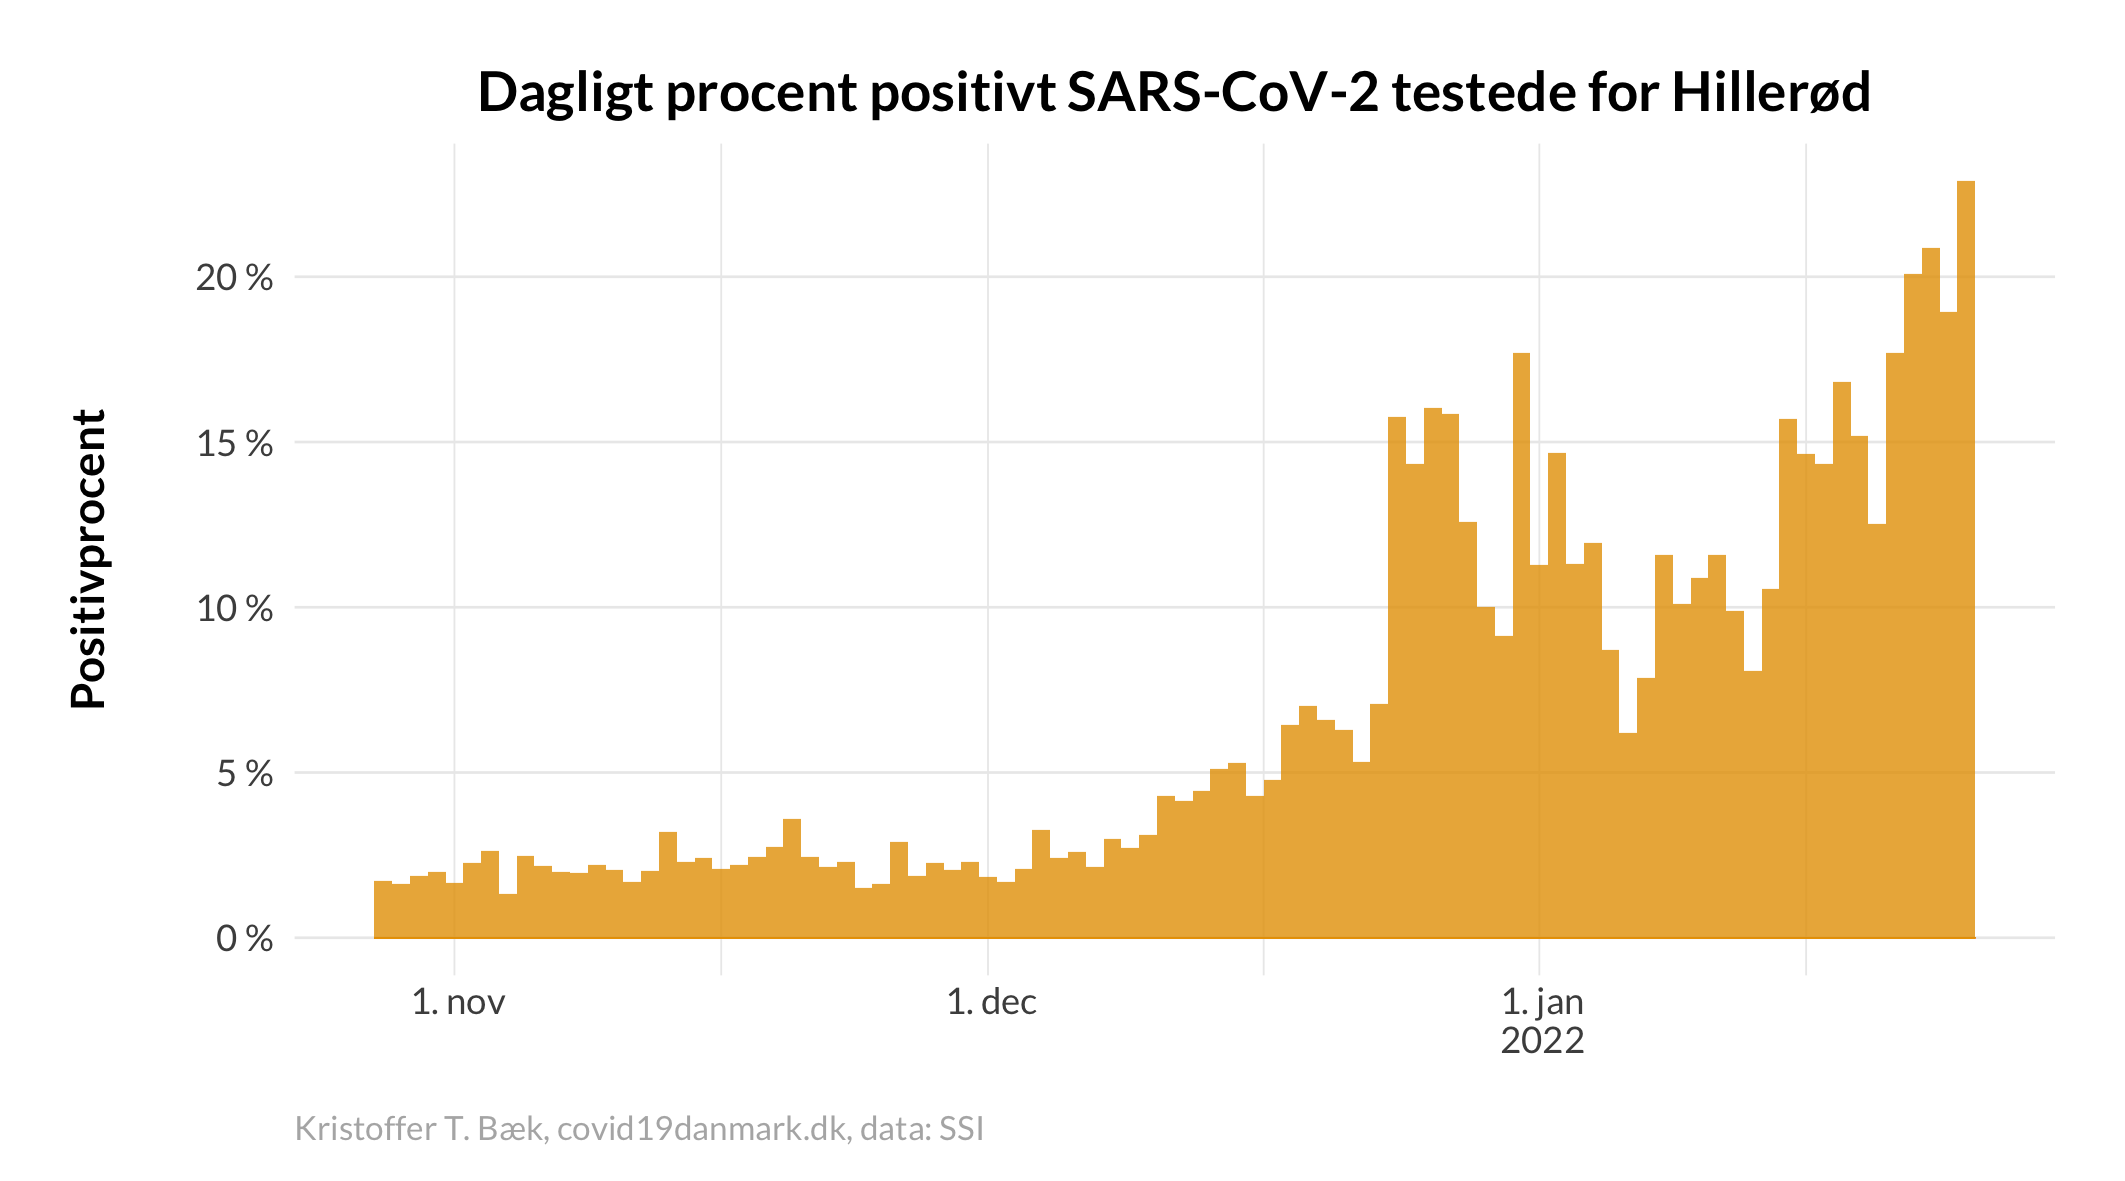 Dagligt procent positivt SARS-CoV-2 testede for Hillerød
Positivprocent
20 %
15 %
10 %
5 %
0 %
1. nov
1. dec
1. jan
2022
Kristoffer T. Bæk, covid19danmark.dk, data: SSI